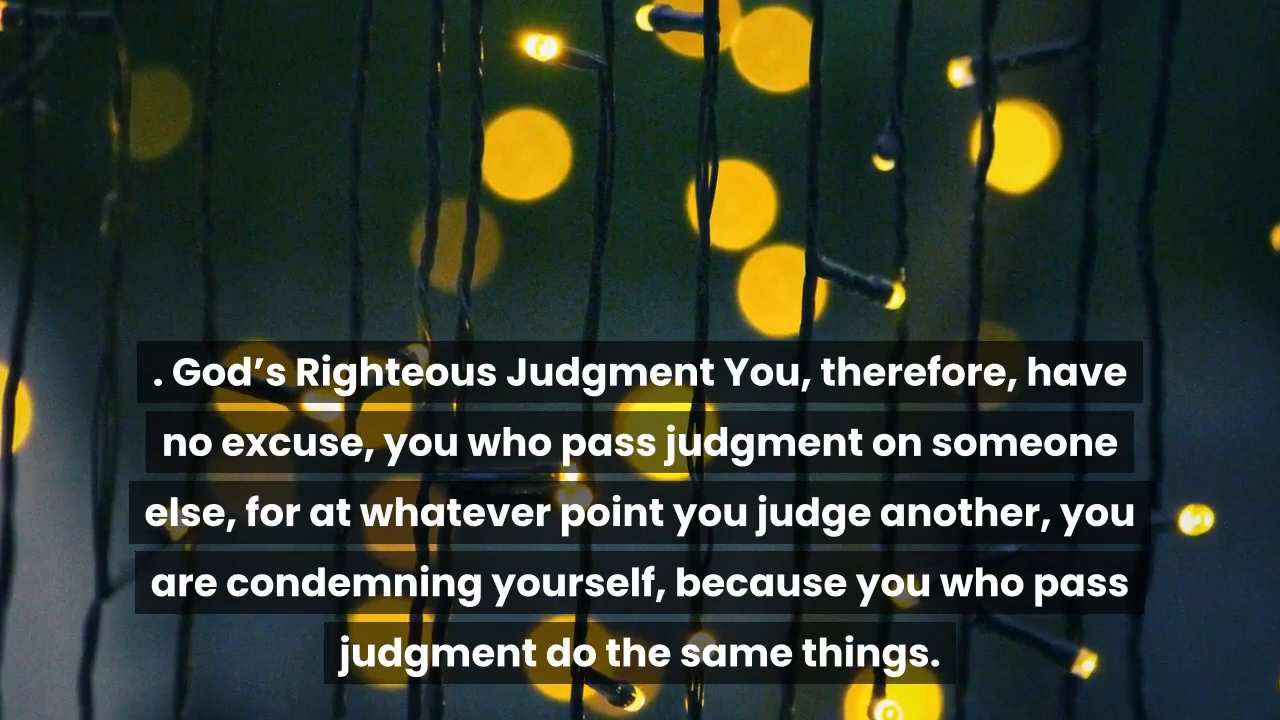 . God’s Righteous Judgment You, therefore, have
no excuse, you who pass judgment on someone
else, for at whatever point you judge another, you
are condemning yourself, because you who pass
judgment do the same things.